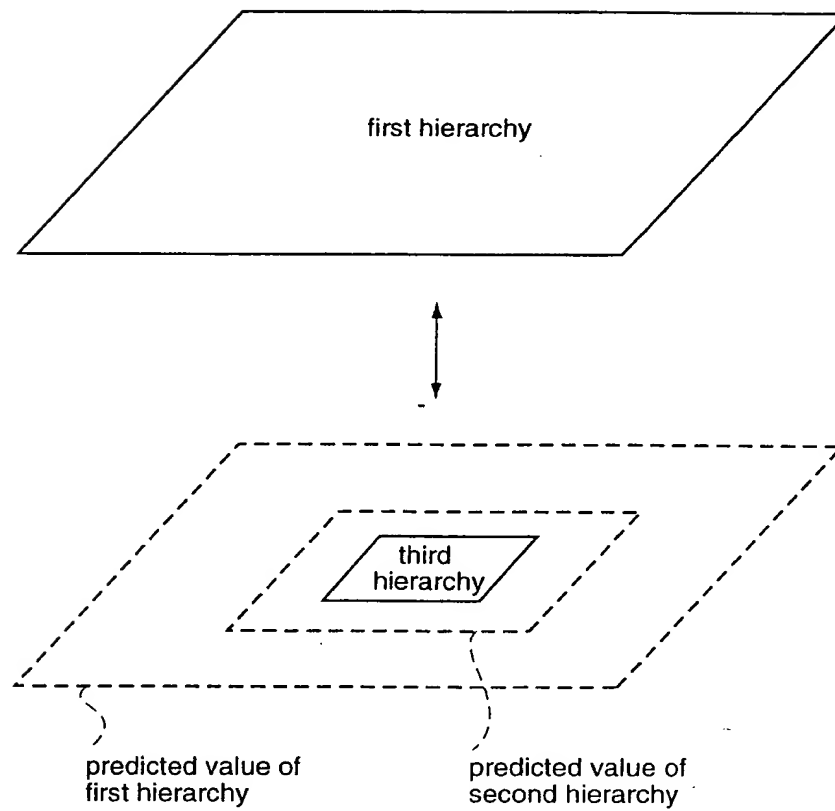 first hierarchy
third
hierarchy
predicted value of
first hierarchy
predicted value of
second hierarchy